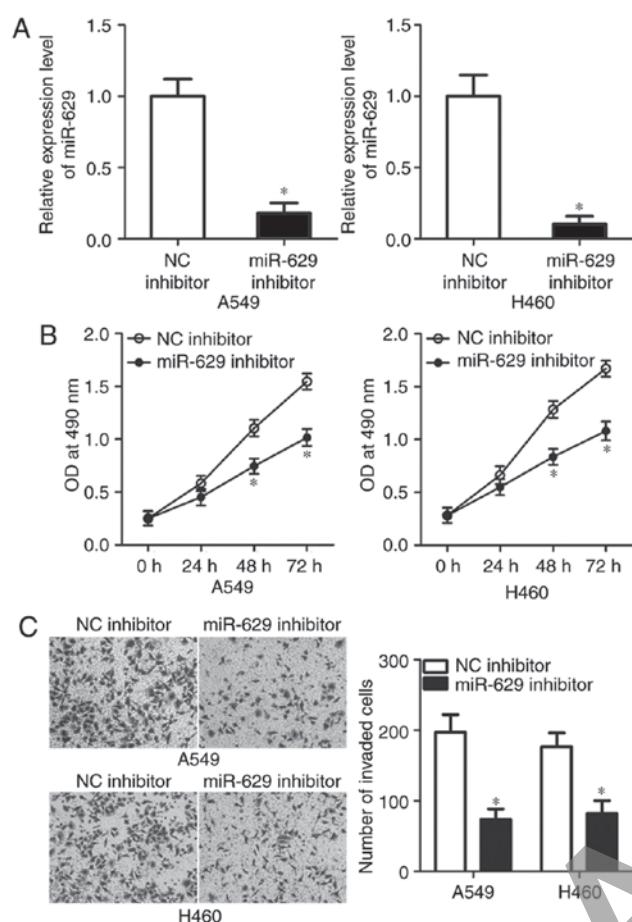 A
Relative expression level
of miR-629
1.5
1.0
0.5
0.0
*
NC
inhibitor
miR-629
inhibitor
A549
Relative expression level
of miR-629
1.5
1.0
0.5
0.0
*
NC
inhibitor
miR-629
inhibitor
H460
B
OD at 490 nm
2.0
1.5
1.0
0.5
0.0
NC inhibitor
miR-629 inhibitor
*
*
0 h 24 h 48 h 72 h
A549
OD at 490 nm
2.0
1.5
1.0
0.5
0.0
NC inhibitor
miR-629 inhibitor
*
*
0 h 24 h 48 h 72 h
H460
C
NC inhibitor miR-629 inhibitor
A549
NC inhibitor miR-629 inhibitor
H460
Number of invaded cells
300
200
100
0
NC inhibitor
miR-629 inhibitor
*
*
A549 H460